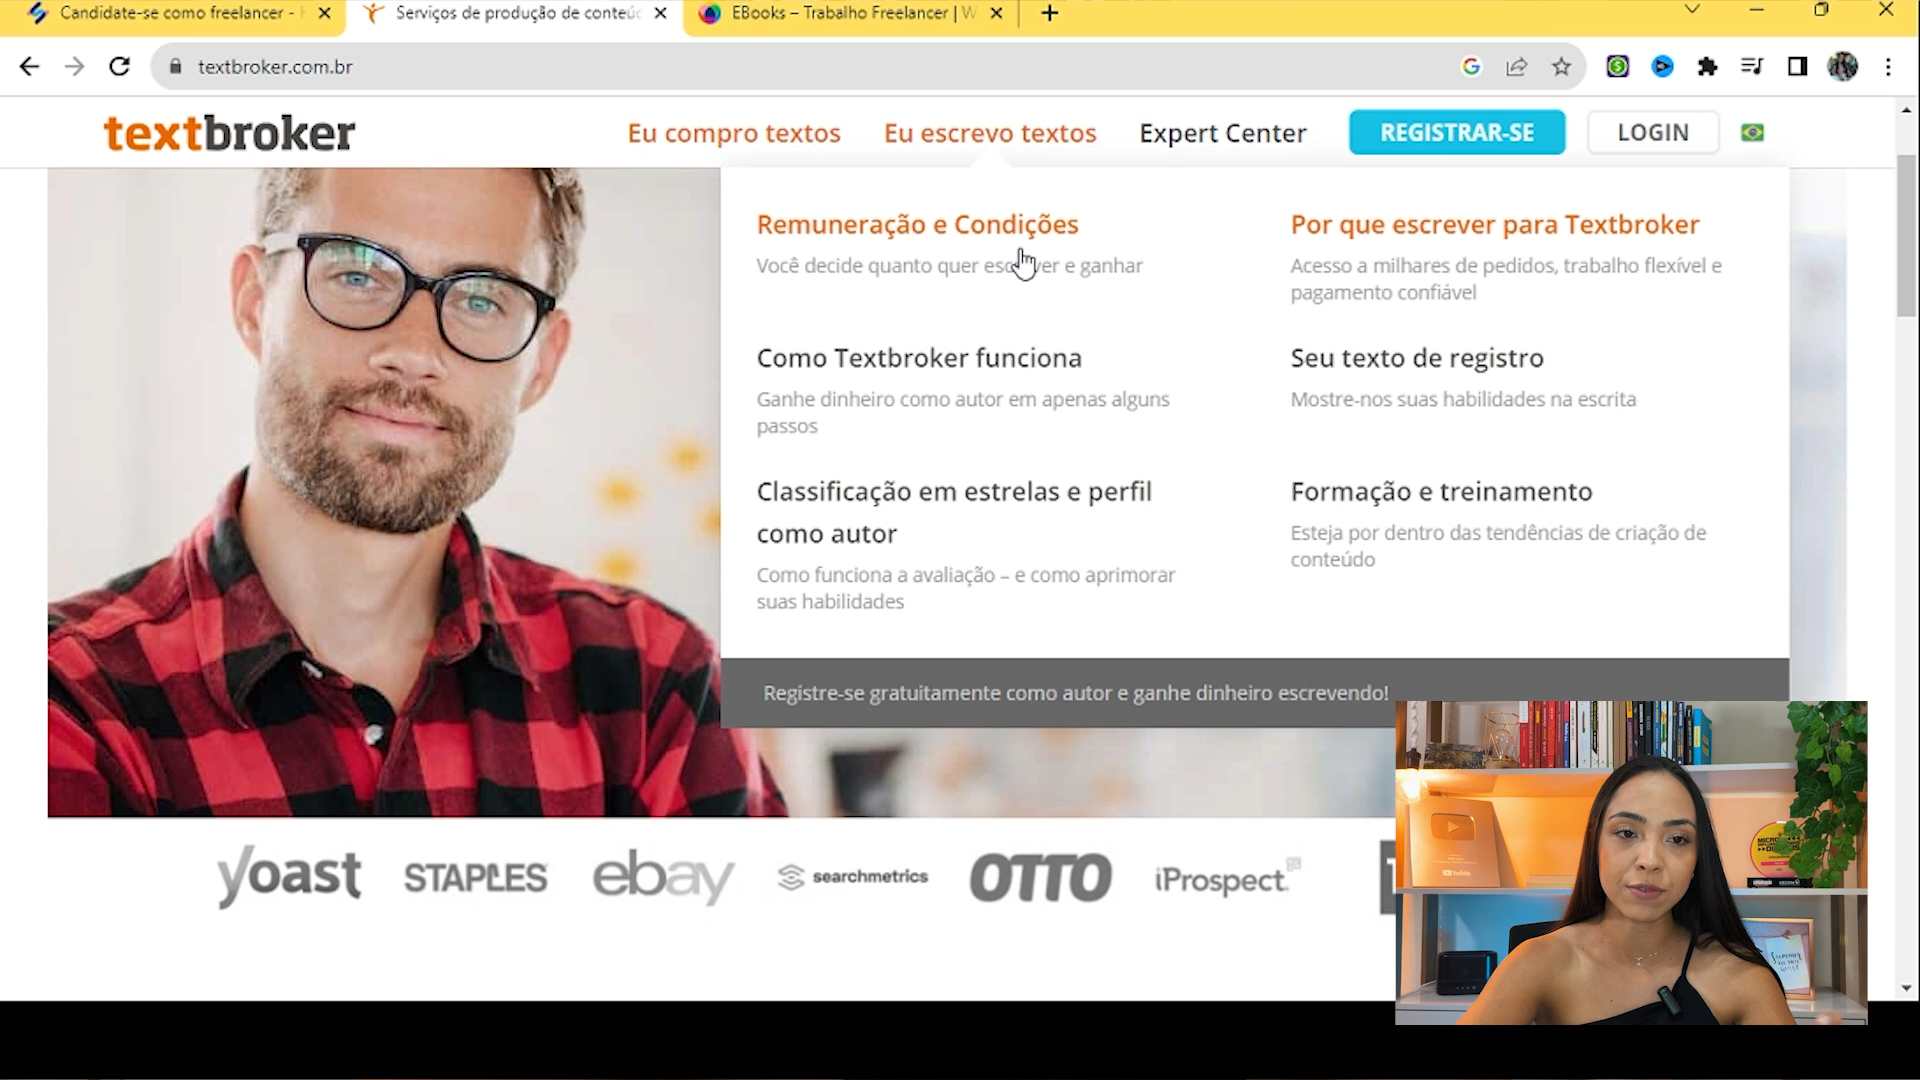 Candidate-se como freelancer -
Serviços de produção de conteú
EBooks – Trabalho Freelancer | W
textbroker.com.br
textbroker
Eu compro textos
Eu escrevo textos
Expert Center
REGISTRAR-SE
LOGIN
Remuneração e Condições
Você decide quanto quer escrever e ganhar
Por que escrever para Textbroker
Acesso a milhares de pedidos, trabalho flexível e
pagamento confiável
Como Textbroker funciona
Ganhe dinheiro como autor em apenas alguns
passos
Seu texto de registro
Mostre-nos suas habilidades na escrita
Classificação em estrelas e perfil
como autor
Como funciona a avaliação – e como aprimorar
suas habilidades
Formação e treinamento
Esteja por dentro das tendências de criação de
conteúdo
Registre-se gratuitamente como autor e ganhe dinheiro escrevendo!
yoast
STAPLES
ebay
searchmetrics
OTTO
iProspect
YouTube